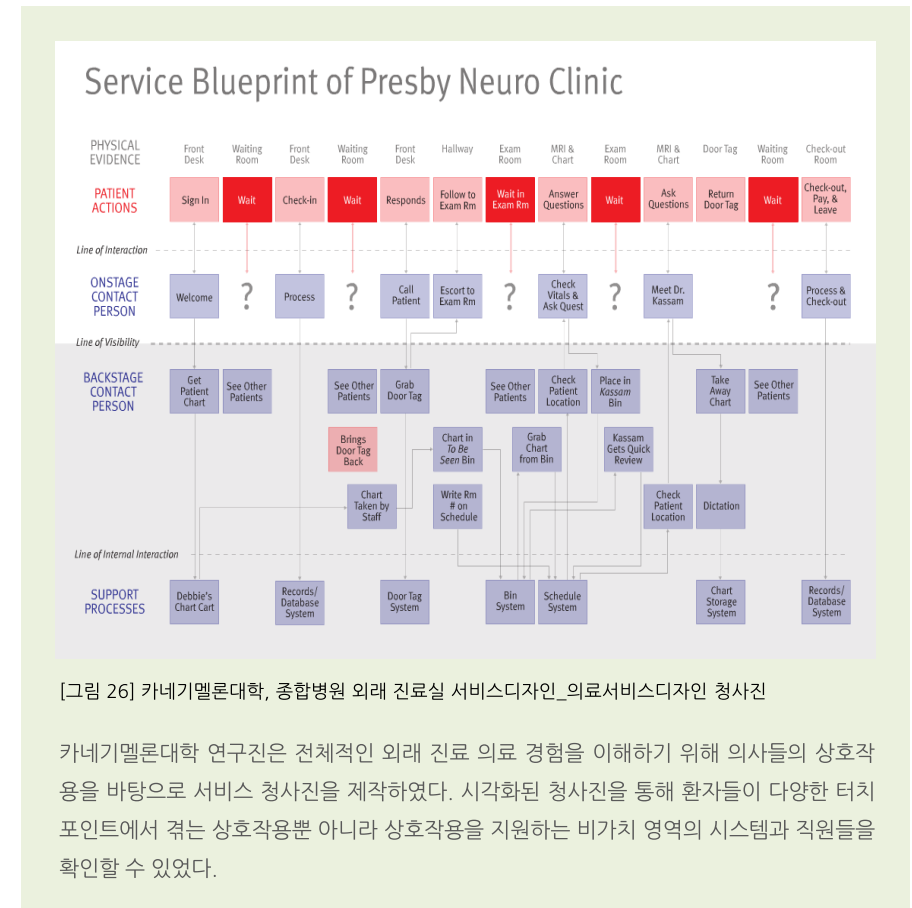 Service Blueprint of Presby Neuro Clinic
PHYSICAL
EVIDENCE
Front
Desk
Waiting
Room
Front
Desk
Waiting
Room
Front
Desk
Hallway
Exam
Room
MRI &
Chart
Exam
Room
MRI &
Chart
Door Tag
Waiting
Room
Check-out
Room
PATIENT
ACTIONS
Sign In
Wait
Check-in
Wait
Responds
Follow to
Exam Rm
Wait in
Exam Rm
Answer
Questions
Wait
Ask
Questions
Return
Door Tag
Wait
Check-out,
Pay, &
Leave
Line of Interaction
ONSTAGE
CONTACT
PERSON
Welcome
?
Process
?
Call
Patient
Escort to
Exam Rm
?
Check
Vitals &
Ask Quest
?
Meet Dr.
Kassam
?
Process &
Check-out
Line of Visibility
BACKSTAGE
CONTACT
PERSON
Get
Patient
Chart
See Other
Patients
See Other
Patients
Grab
Door Tag
See Other
Patients
Check
Patient
Location
Place in
Kassam
Bin
Take
Away
Chart
See Other
Patients
Brings
Door Tag
Back
Chart in
To Be
Seen Bin
Grab
Chart
from Bin
Kassam
Gets Quick
Review
Chart
Taken by
Staff
Write Rm
# on
Schedule
Check
Patient
Location
Dictation
Line of Internal Interaction
SUPPORT
PROCESSES
Debbie's
Chart Cart
Records/
Database
System
Door Tag
System
Bin
System
Schedule
System
Chart
Storage
System
Records/
Database
System
[그림 26] 카네기멜론대학, 종합병원 외래 진료실 서비스디자인_의료서비스디자인 청사진
카네기멜론대학 연구진은 전체적인 외래 진료 의료 경험을 이해하기 위해 의사들의 상호작
용을 바탕으로 서비스 청사진을 제작하였다. 시각화된 청사진을 통해 환자들이 다양한 터치
포인트에서 겪는 상호작용뿐 아니라 상호작용을 지원하는 비가치 영역의 시스템과 직원들을
확인할 수 있었다.